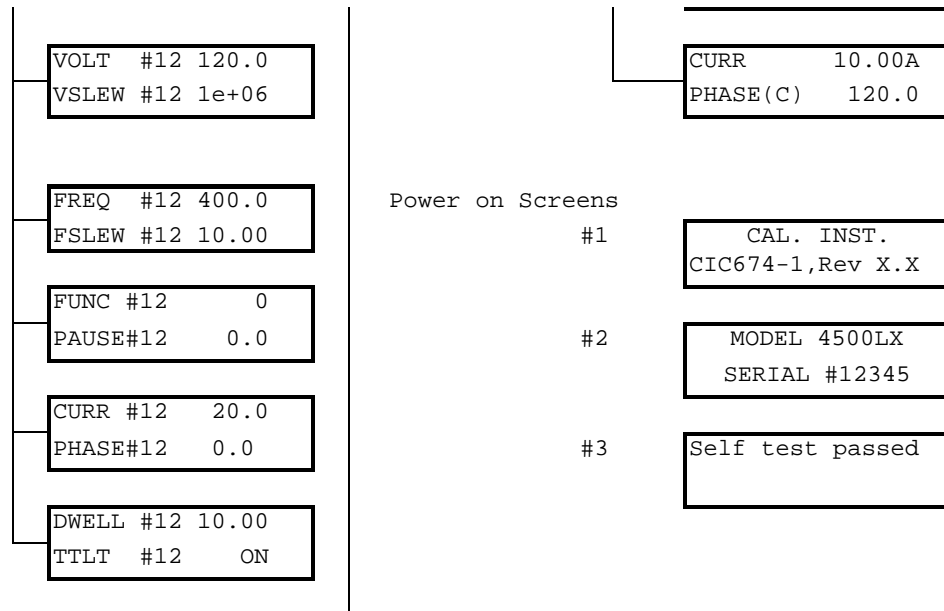 VOLT #12 120.0
VSLEW #12 1e+06
FREQ #12 400.0
FSLEW #12 10.00
FUNC #12 0
PAUSE#12 0.0
CURR #12 20.0
PHASE#12 0.0
DWELL #12 10.00
TTLT #12 ON
CURR 10.00A
PHASE(C) 120.0
Power on Screens
#1
CAL. INST.
CIC674-1,Rev X.X
#2
MODEL 4500LX
SERIAL #12345
#3
Self test passed